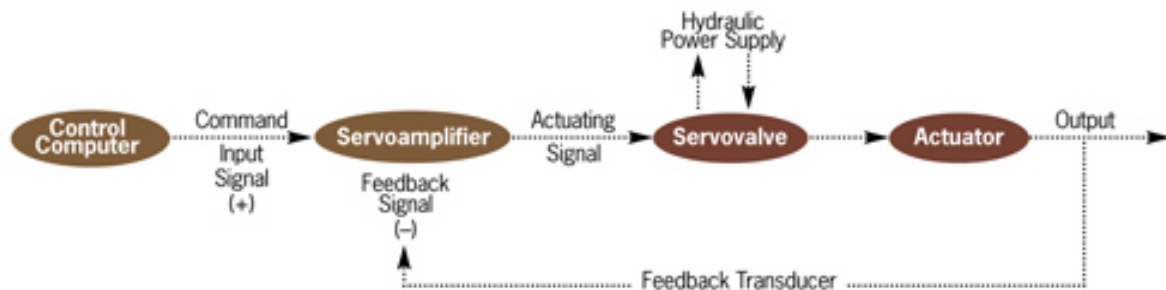 Hydraulic
Power Supply
Control
Computer
Command
Input
Signal
(+)
Servoamplifier
Feedback
Signal
(–)
Actuating
Signal
Servovalve
Actuator
Output
Feedback Transducer